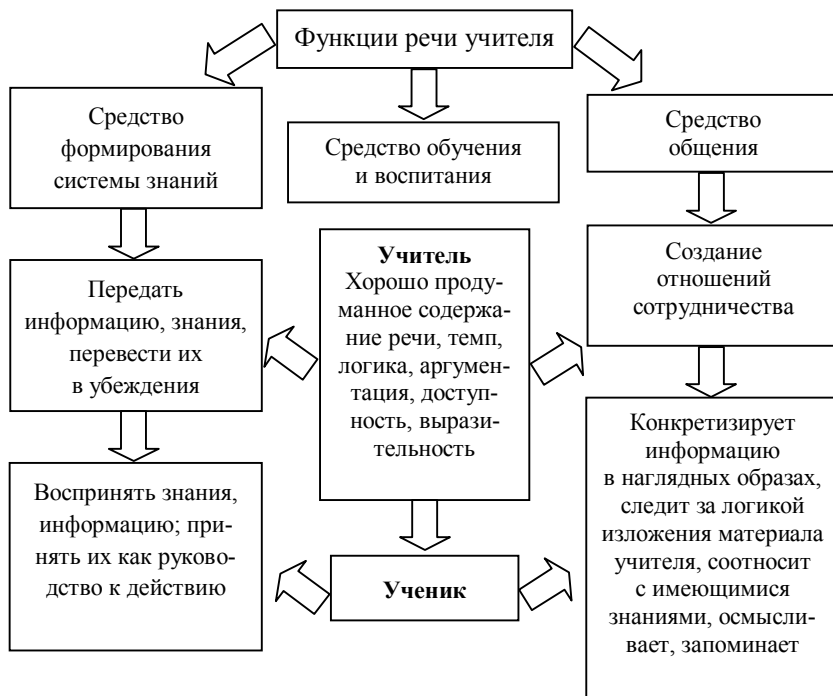 Функции речи учителя
Средство
формирования
системы знаний
Средство обучения
и воспитания
Средство
общения
Передать
информацию, знания,
перевести их
в убеждения
Учитель
Хорошо проду-
манное содержа-
ние речи, темп,
логика, аргумен-
тация, доступ-
ность, вырази-
тельность
Создание
отношений
сотрудничества
Воспринять знания,
информацию; при-
нять их как руково-
дство к действию
Ученик
Конкретизирует
информацию
в наглядных образах,
следит за логикой
изложения материала
учителя, соотносит
с имеющимися
знаниями, осмысли-
вает, запоминает